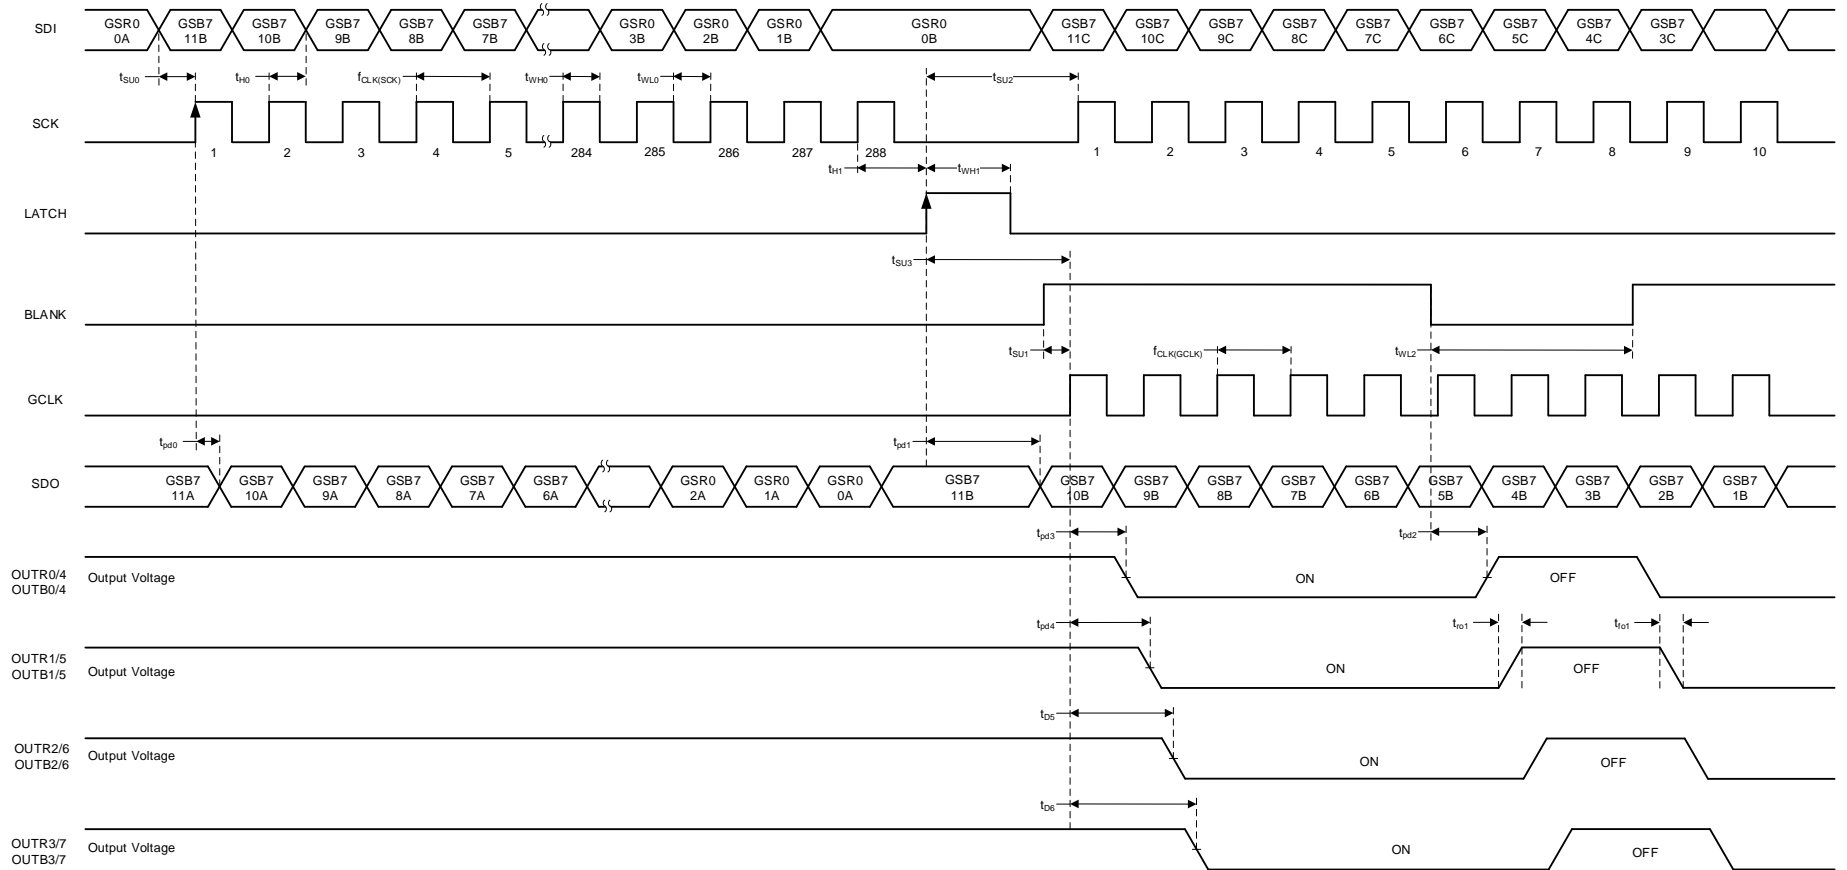 SDI
GSR0 0A
GSB7 11B
GSB7 10B
GSB7 9B
GSB7 8B
GSB7 7B
GSR0 3B
GSR0 2B
GSR0 1B
GSR0 0B
GSB7 11C
GSB7 10C
GSB7 9C
GSB7 8C
GSB7 7C
GSB7 6C
GSB7 5C
GSB7 4C
GSB7 3C
tSU0
tH0
fCLK(SCK)
tWH0
tWL0
tSU2
SCK
1 2 3 4 5 284 285 286 287 288 1 2 3 4 5 6 7 8 9 10
tH1
tWH1
LATCH
tSU3
BLANK
tSU1
fCLK(GCLK)
tWL2
GCLK
tpd0
tpd1
SDO
GSB7 11A
GSB7 10A
GSB7 9A
GSB7 8A
GSB7 7A
GSB7 6A
GSR0 2A
GSR0 1A
GSR0 0A
GSB7 11B
GSB7 10B
GSB7 9B
GSB7 8B
GSB7 7B
GSB7 6B
GSB7 5B
GSB7 4B
GSB7 3B
GSB7 2B
GSB7 1B
tpd3
tpd2
OUTR0/4
OUTB0/4
Output Voltage
ON
OFF
tpd4
tro1
tfo1
OUTR1/5
OUTB1/5
Output Voltage
ON
OFF
tD5
OUTR2/6
OUTB2/6
Output Voltage
ON
OFF
tD6
OUTR3/7
OUTB3/7
Output Voltage
ON
OFF